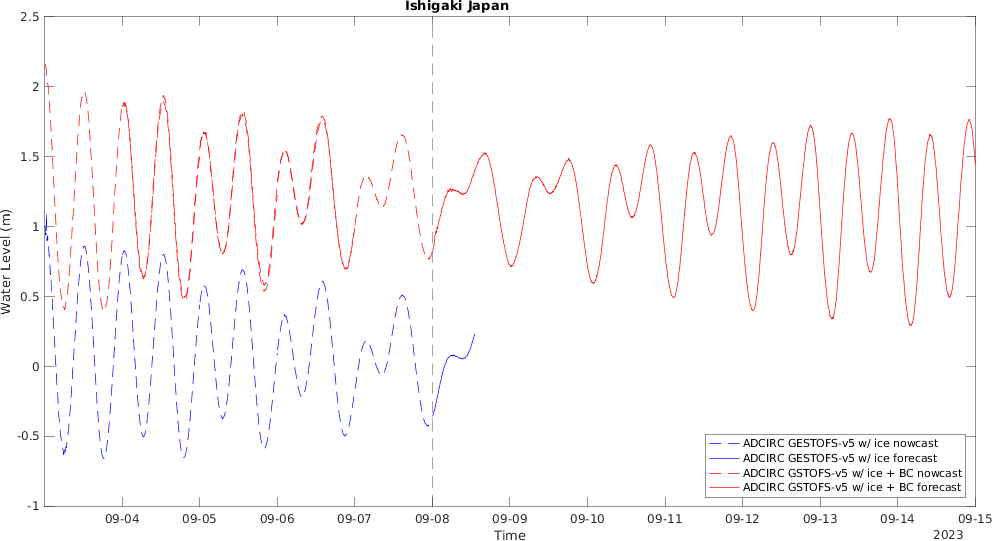 Ishigaki Japan
2.5
2
1.5
1
0.5
0
-0.5
-1
Water Level (m)
ADCIRC GESTOFS-v5 w/ ice nowcast
ADCIRC GESTOFS-v5 w/ ice forecast
ADCIRC GSTOFS-v5 w/ ice + BC nowcast
ADCIRC GSTOFS-v5 w/ ice + BC forecast
09-04 09-05 09-06 09-07 09-08 09-09 09-10 09-11 09-12 09-13 09-14 09-15
Time
2023